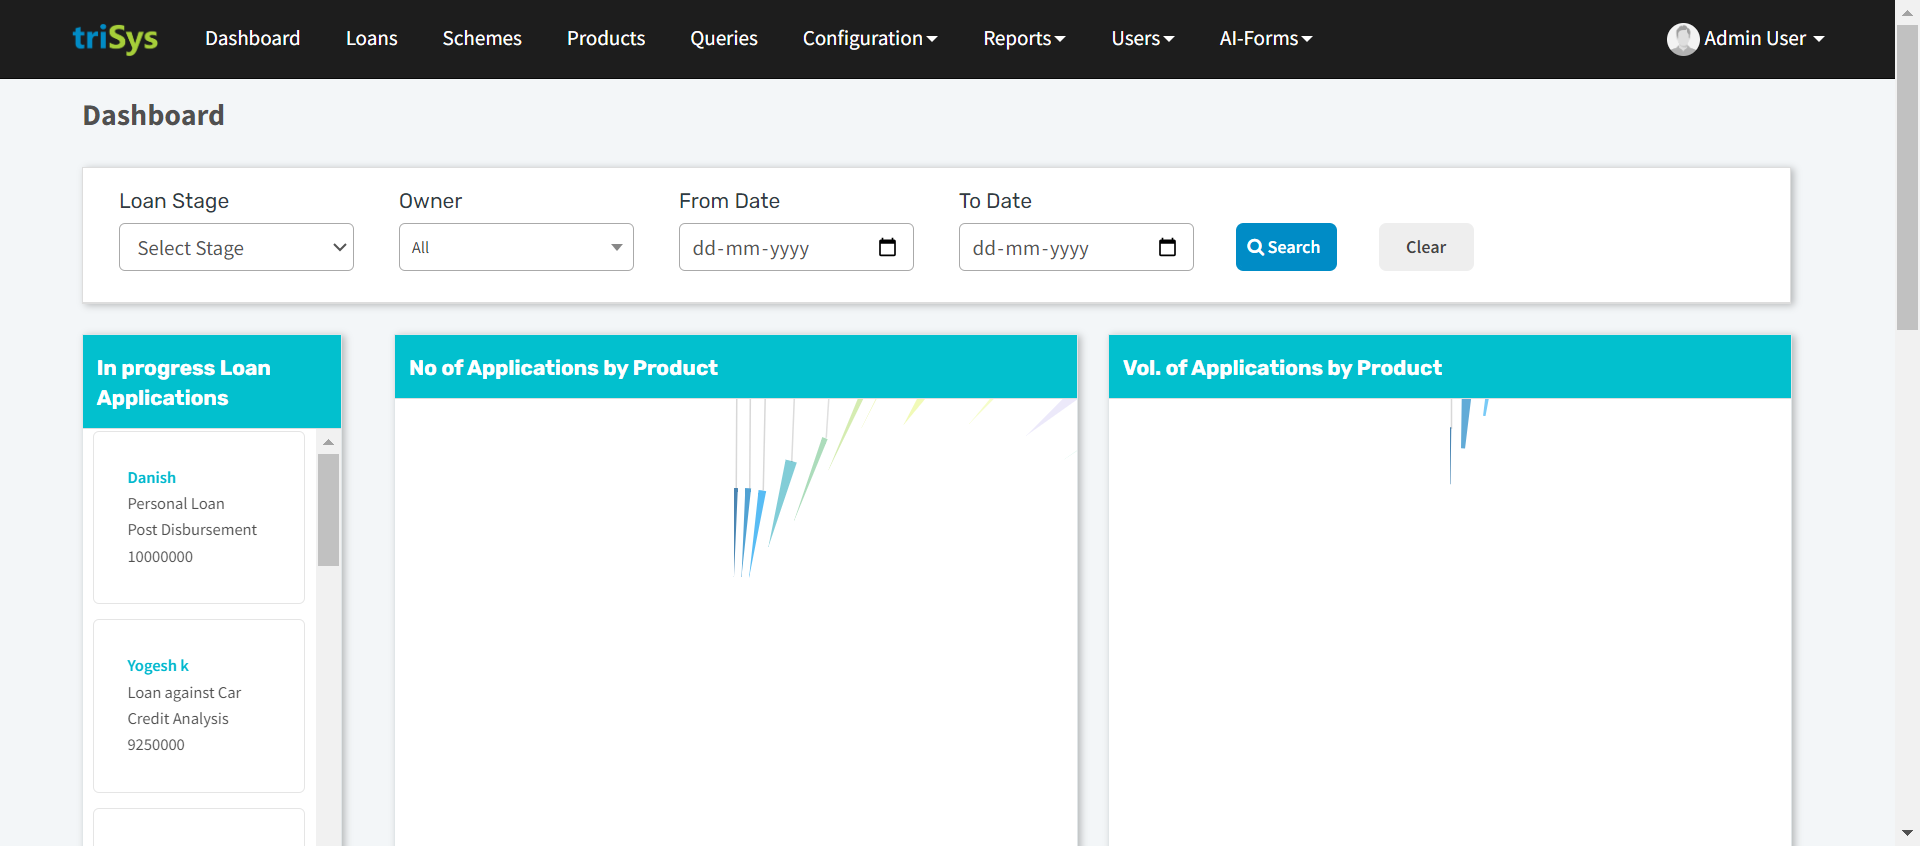 triSys Dashboard Loans Schemes Products Queries Configuration Reports Users AI-Forms Admin User
Dashboard
Loan Stage Owner From Date To Date
Select Stage All dd-mm-yyyy dd-mm-yyyy Search Clear
In progress Loan
Applications
Danish
Personal Loan
Post Disbursement
10000000
Yogesh k
Loan against Car
Credit Analysis
9250000
No of Applications by Product
Vol. of Applications by Product